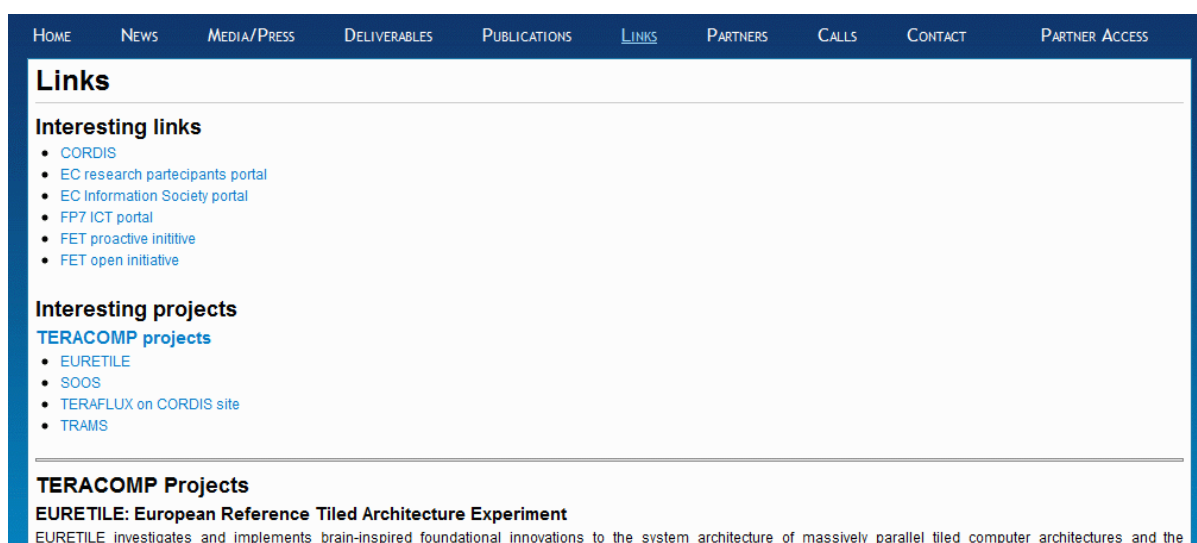 Home News Media/Press Deliverables Publications Links Partners Calls Contact Partner Access
Links
Interesting links
CORDIS
EC research partecipants portal
EC Information Society portal
FP7 ICT portal
FET proactive inititive
FET open initiative
Interesting projects
TERACOMP projects
EURETILE
SOOS
TERAFLUX on CORDIS site
TRAMS
TERACOMP Projects
EURETILE: European Reference Tiled Architecture Experiment
EURETILE investigates and implements brain-inspired foundational innovations to the system architecture of massively parallel tiled computer architectures and the